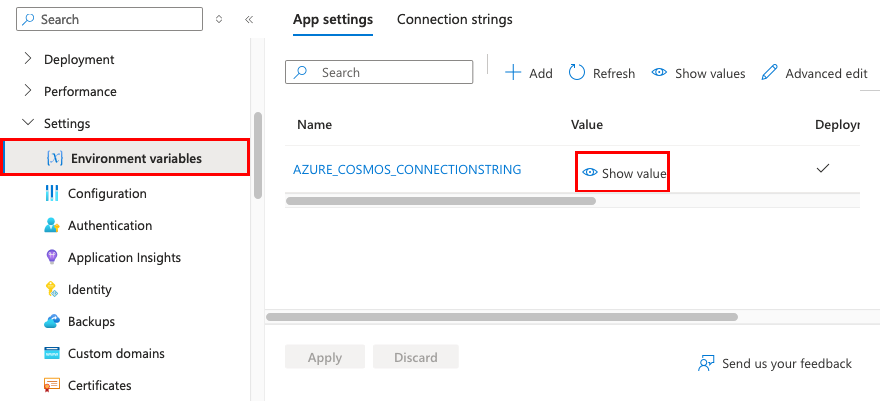 Search
Deployment
Performance
Settings
Environment variables
Configuration
Authentication
Application Insights
Identity
Backups
Custom domains
Certificates
App settings Connection strings
Search Add Refresh Show values Advanced edit
Name Value Deploym
AZURE_COSMOS_CONNECTIONSTRING Show value
Apply Discard Send us your feedback